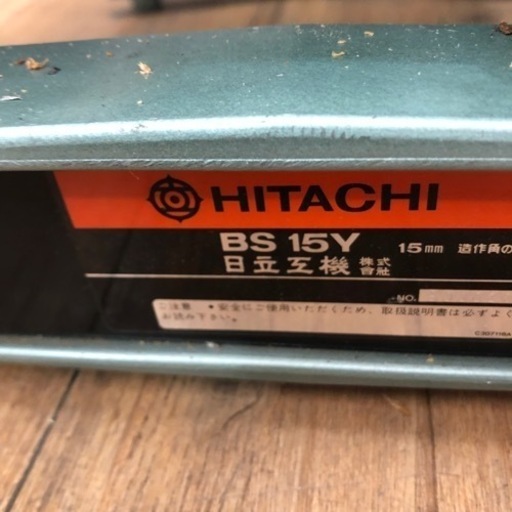 HITACHI
BS 15Y 15mm 造作角の
日立工機 株式會社
NO.
ご注意 •安全にご使用いただくため、取扱説明書は必ずよく
お読み下さい。